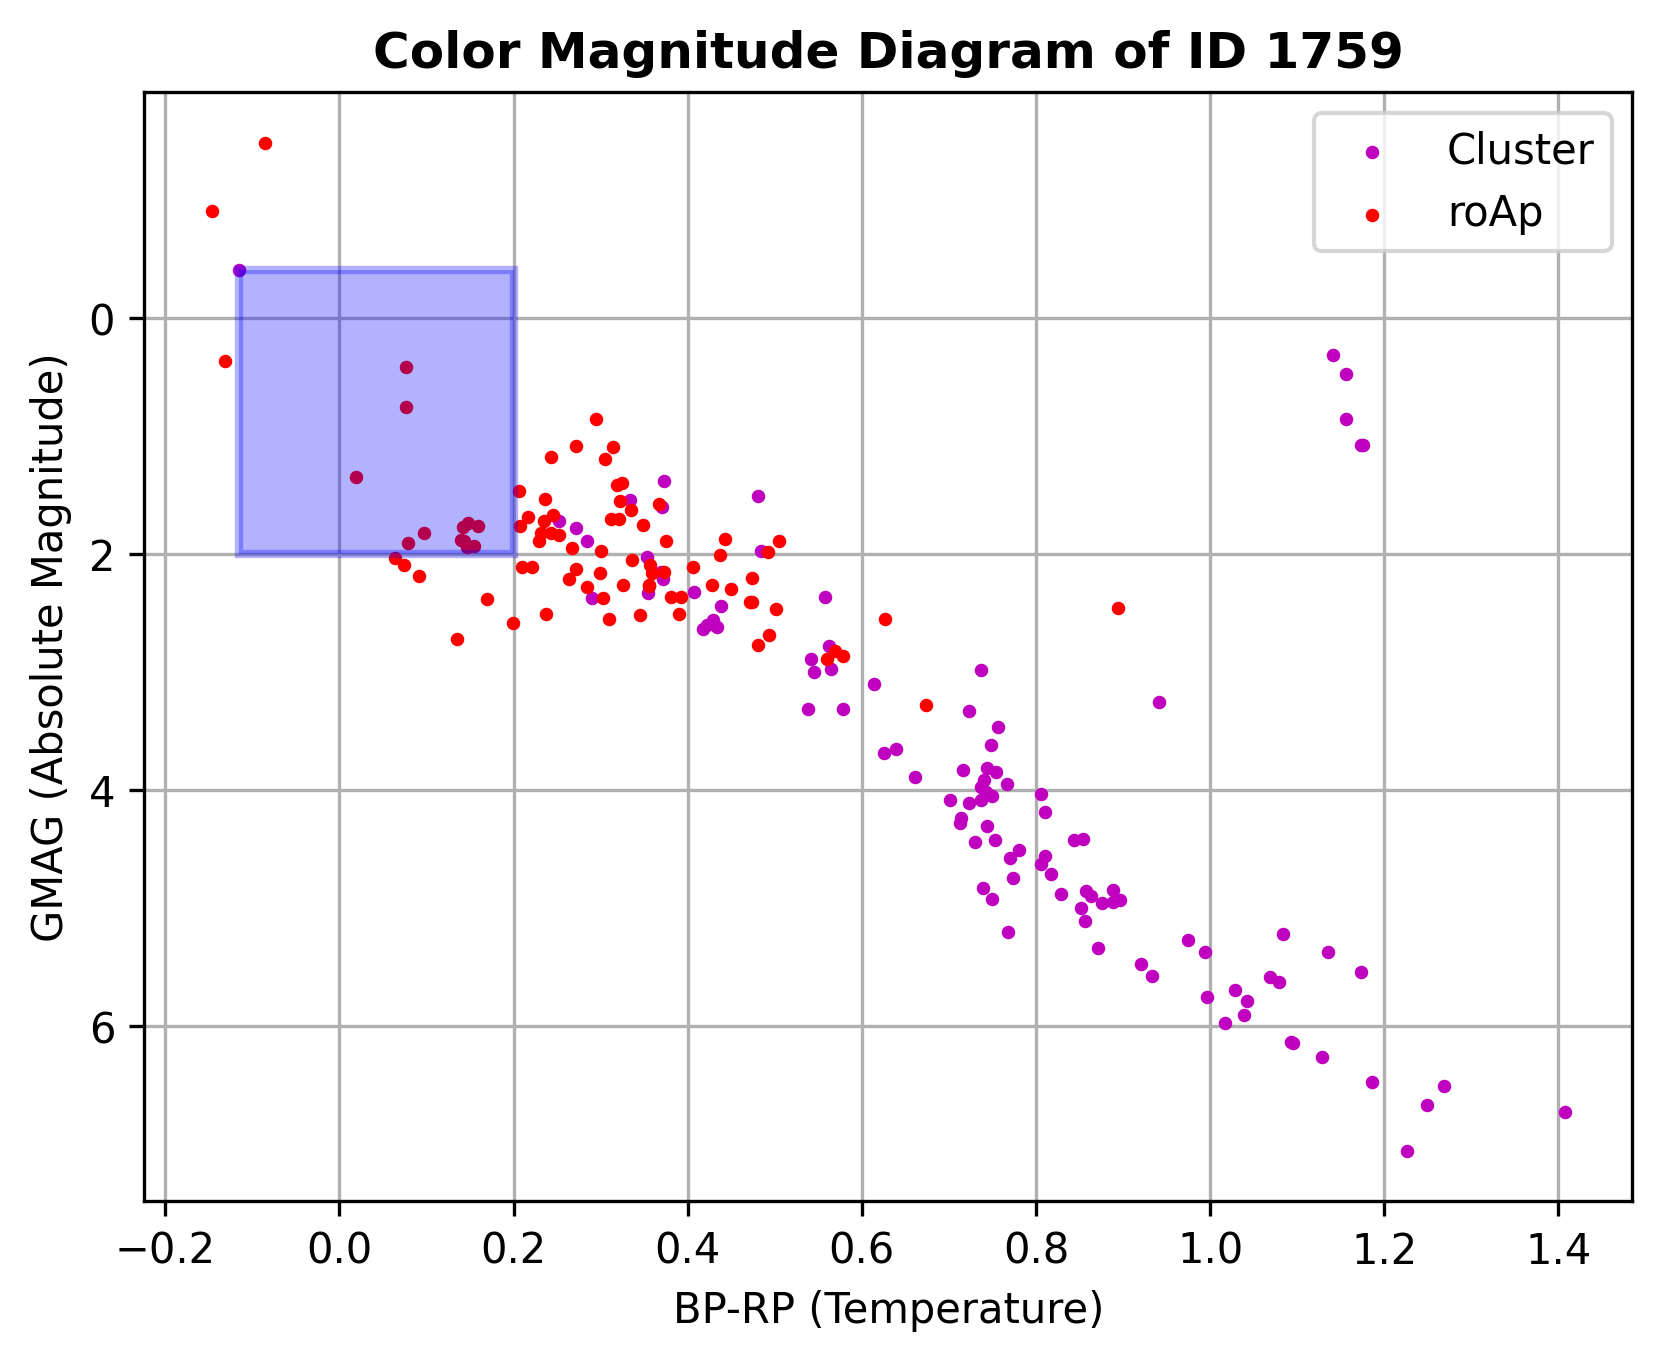 Color Magnitude Diagram of ID 1759
Cluster
roAp
GMAG (Absolute Magnitude)
0
2
4
6
−0.2
0.0
0.2
0.4
0.6
0.8
1.0
1.2
1.4
BP-RP (Temperature)